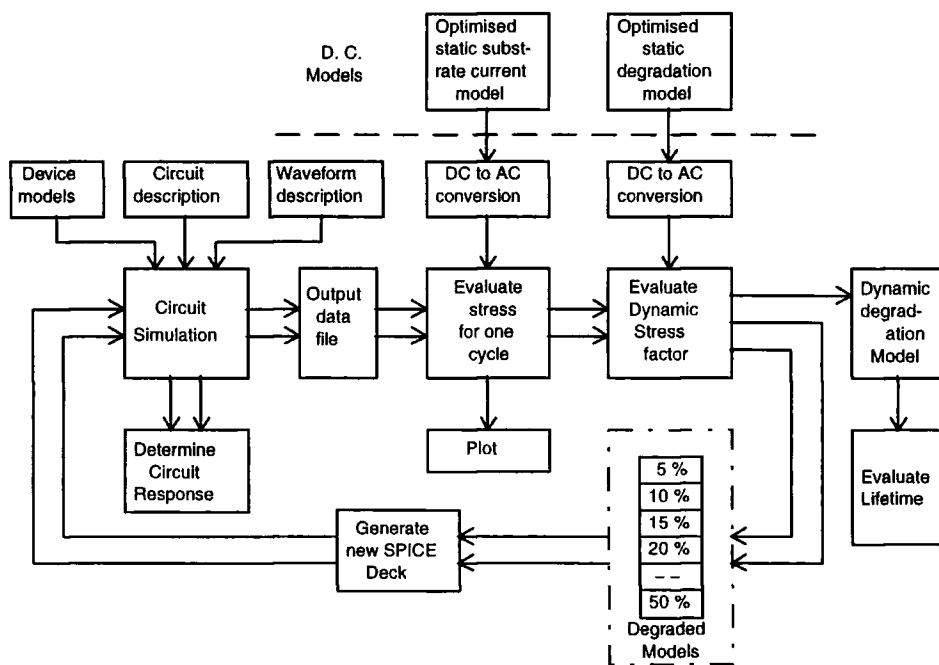 D. C.
Models
Optimised
static subst-
rate current
model
Optimised
static
degradation
model
Device
models
Circuit
description
Waveform
description
DC to AC
conversion
DC to AC
conversion
Circuit
Simulation
Output
data
file
Evaluate
stress
for one
cycle
Evaluate
Dynamic
Stress
factor
Dynamic
degrad-
ation
Model
Determine
Circuit
Response
Plot
Evaluate
Lifetime
Generate
new SPICE
Deck
5 %
10 %
15 %
20 %
– –
50 %
Degraded
Models